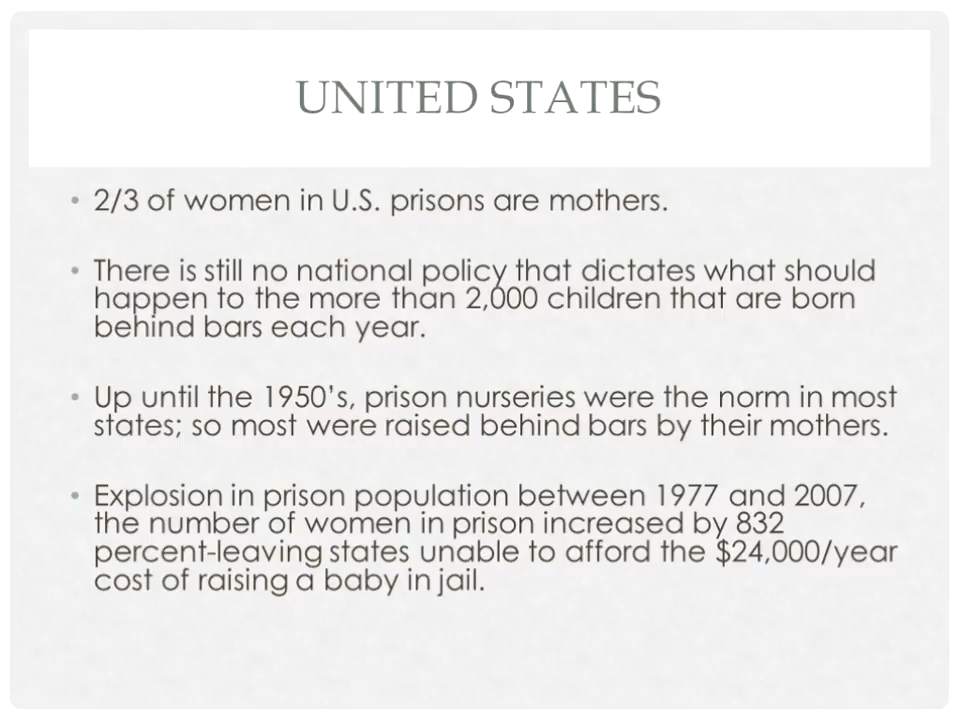 UNITED STATES
• 2/3 of women in U.S. prisons are mothers.
• There is still no national policy that dictates what should
happen to the more than 2,000 children that are born
behind bars each year.
• Up until the 1950's, prison nurseries were the norm in most
states; so most were raised behind bars by their mothers.
• Explosion in prison population between 1977 and 2007,
the number of women in prison increased by 832
percent-leaving states unable to afford the $24,000/year
cost of raising a baby in jail.